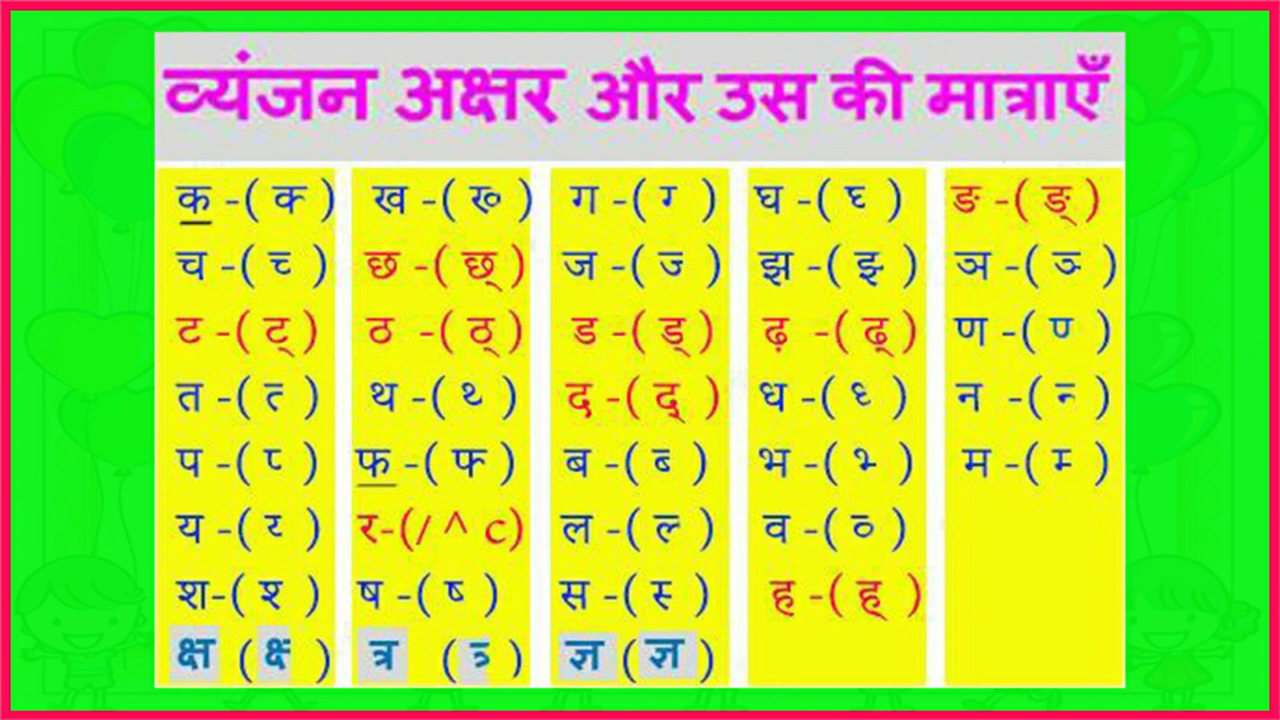 व्यंजन अक्षर और उस की मात्राएँ
क -( क्‍ ) ख -( ख्‍ ) ग -( ग्‍ ) घ -( घ्‍ ) ङ -( ङ् )
च -( च्‍ ) छ -( छ् ) ज -( ज्‍ ) झ -( झ्‍ ) ञ -( ञ्‍ )
ट -( ट् ) ठ -( ठ् ) ड -( ड् ) ढ़ -( ढ़् ) ण -( ण्‍ )
त -( त्‍ ) थ -( थ्‍ ) द -( द् ) ध -( ध्‍ ) न -( न्‍ )
प -( प्‍ ) फ -( फ्‍ ) ब -( ब्‍ ) भ -( भ्‍ ) म -( म्‍ )
य -( य्‍ ) र-(/ ^ c) ल -( ल्‍ ) व -( व्‍ )
श-( श्‍ ) ष -( ष्‍ ) स -( स्‍ ) ह -( ह् )
क्ष ( क्ष्‍ ) त्र ( त्र्‍ ) ज्ञ ( ज्ञ्‍ )